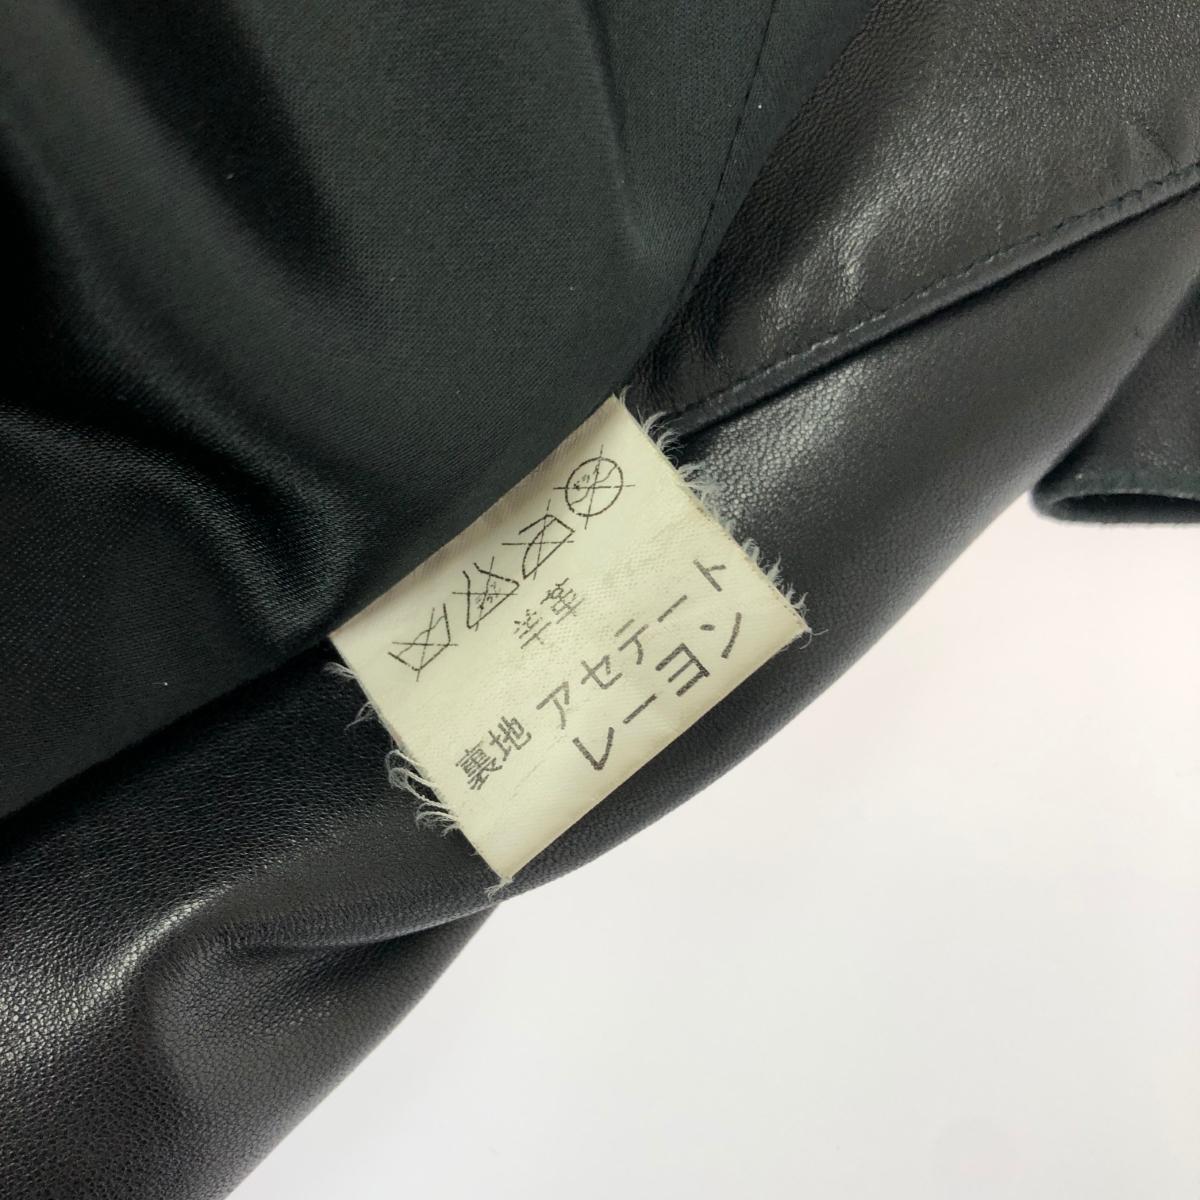 羊革
裏地 アセテート
レーヨン